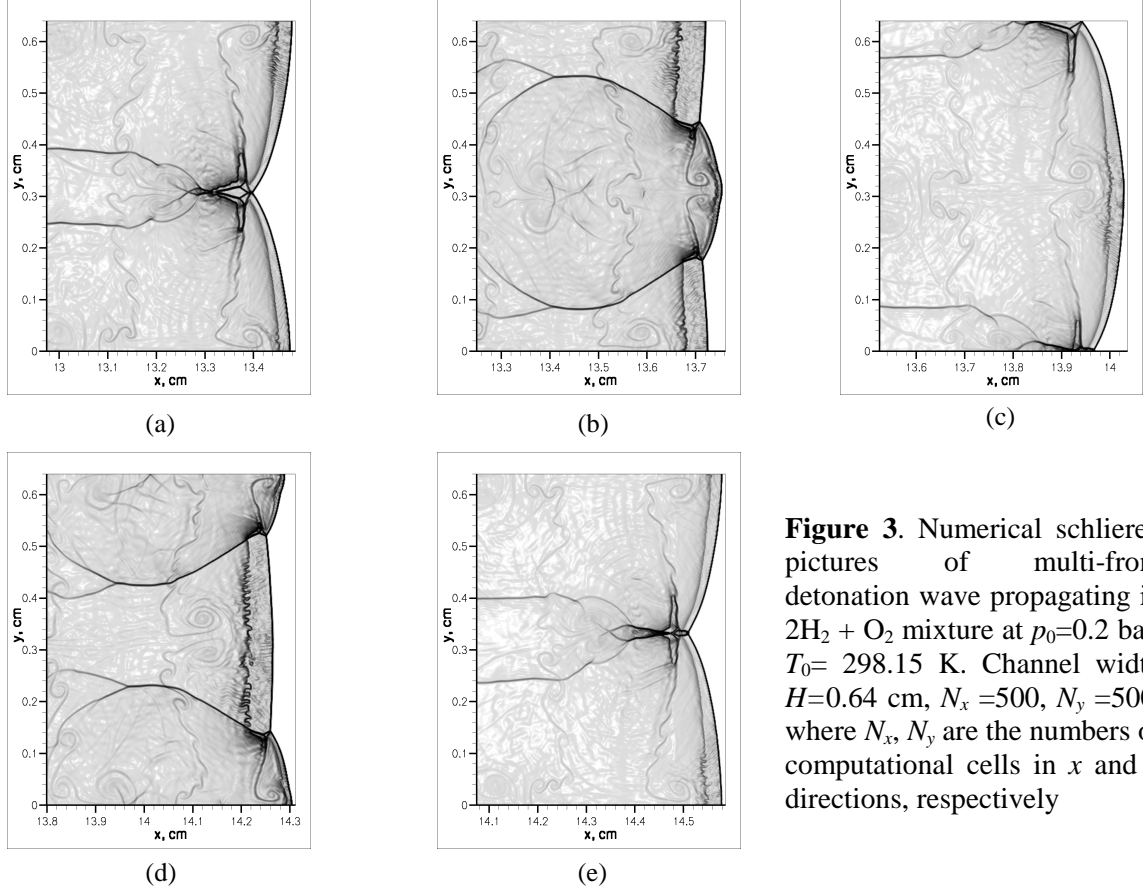 0.6
0.5
0.4
y, cm
0.3
0.2
0.1
0
13 13.1 13.2 13.3 13.4
x, cm
(a)
0.6
0.5
0.4
y, cm
0.3
0.2
0.1
0
13.3 13.4 13.5 13.6 13.7
x, cm
(b)
0.6
0.5
0.4
y, cm
0.3
0.2
0.1
0
13.6 13.7 13.8 13.9 14
x, cm
(c)
0.6
0.5
0.4
y, cm
0.3
0.2
0.1
0
13.8 13.9 14 14.1 14.2 14.3
x, cm
(d)
0.6
0.5
0.4
y, cm
0.3
0.2
0.1
0
14.1 14.2 14.3 14.4 14.5
x, cm
(e)
Figure 3. Numerical schliere
pictures of multi-fron
detonation wave propagating i
2H₂ + O₂ mixture at p₀=0.2 ba
T₀= 298.15 K. Channel width
H=0.64 cm, Nₓ =500, Nᵧ =500
where Nₓ, Nᵧ are the numbers o
computational cells in x and
directions, respectively